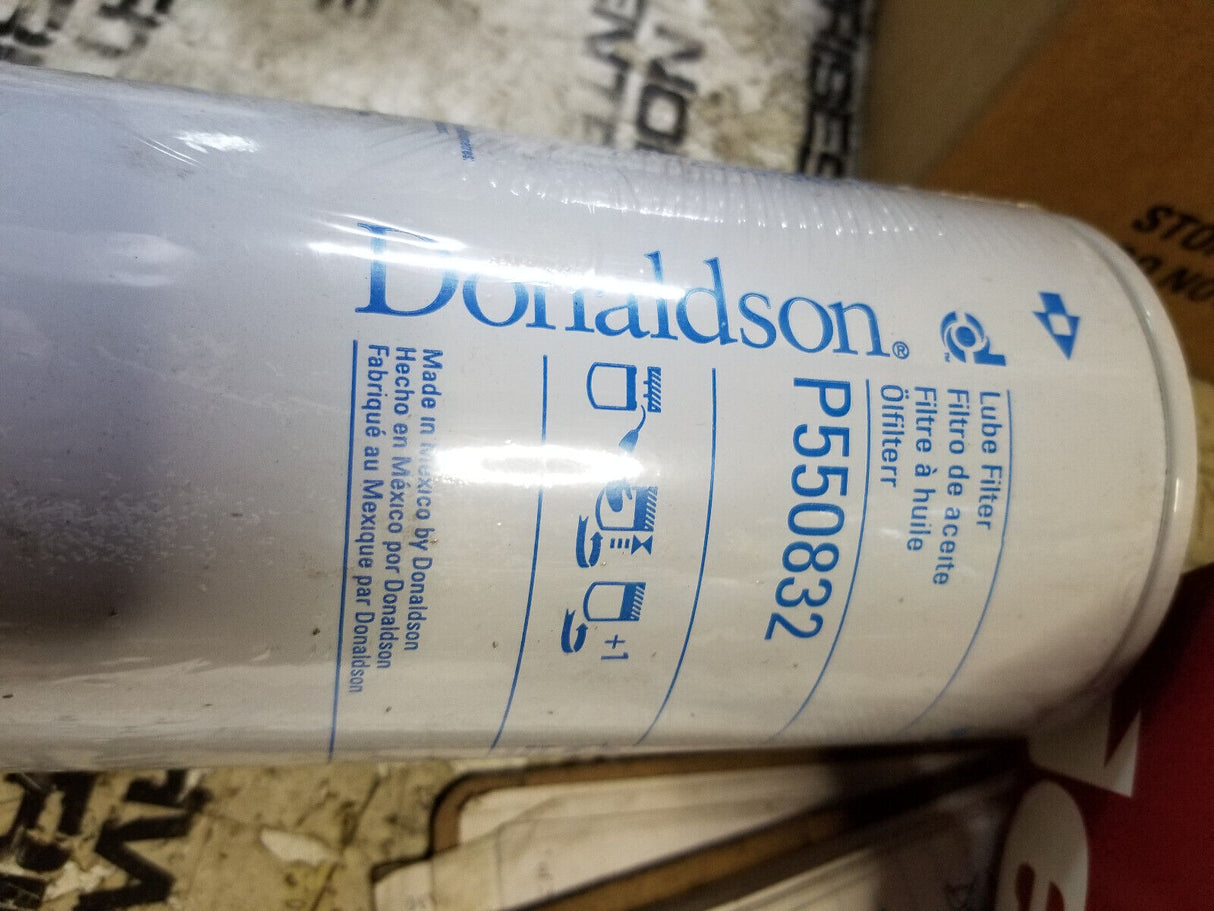 Donaldson®
Lube Filter
Filtro de aceite
Filtre à huile
Ölfilterr
P550832
+1
Made in Mexico by Donaldson
Hecho en México por Donaldson
Fabriqué au Mexique par Donaldson